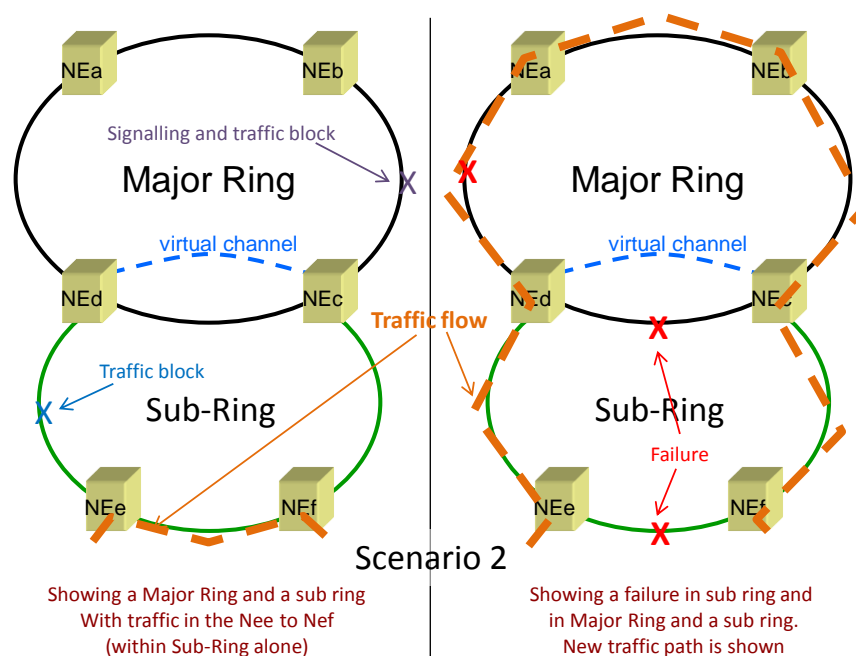 NEa
NEb
Signalling and traffic block
X
Major Ring
virtual channel
NEd
NEc
Traffic block
X
Sub-Ring
NEe
NEf
Showing a Major Ring and a sub ring
With traffic in the Nee to Nef
(within Sub-Ring alone)
Traffic flow
Scenario 2
NEa
NEb
X
Major Ring
virtual channel
NEd
NEc
X
Sub-Ring
Failure
NEe
NEf
X
Showing a failure in sub ring and
in Major Ring and a sub ring.
New traffic path is shown